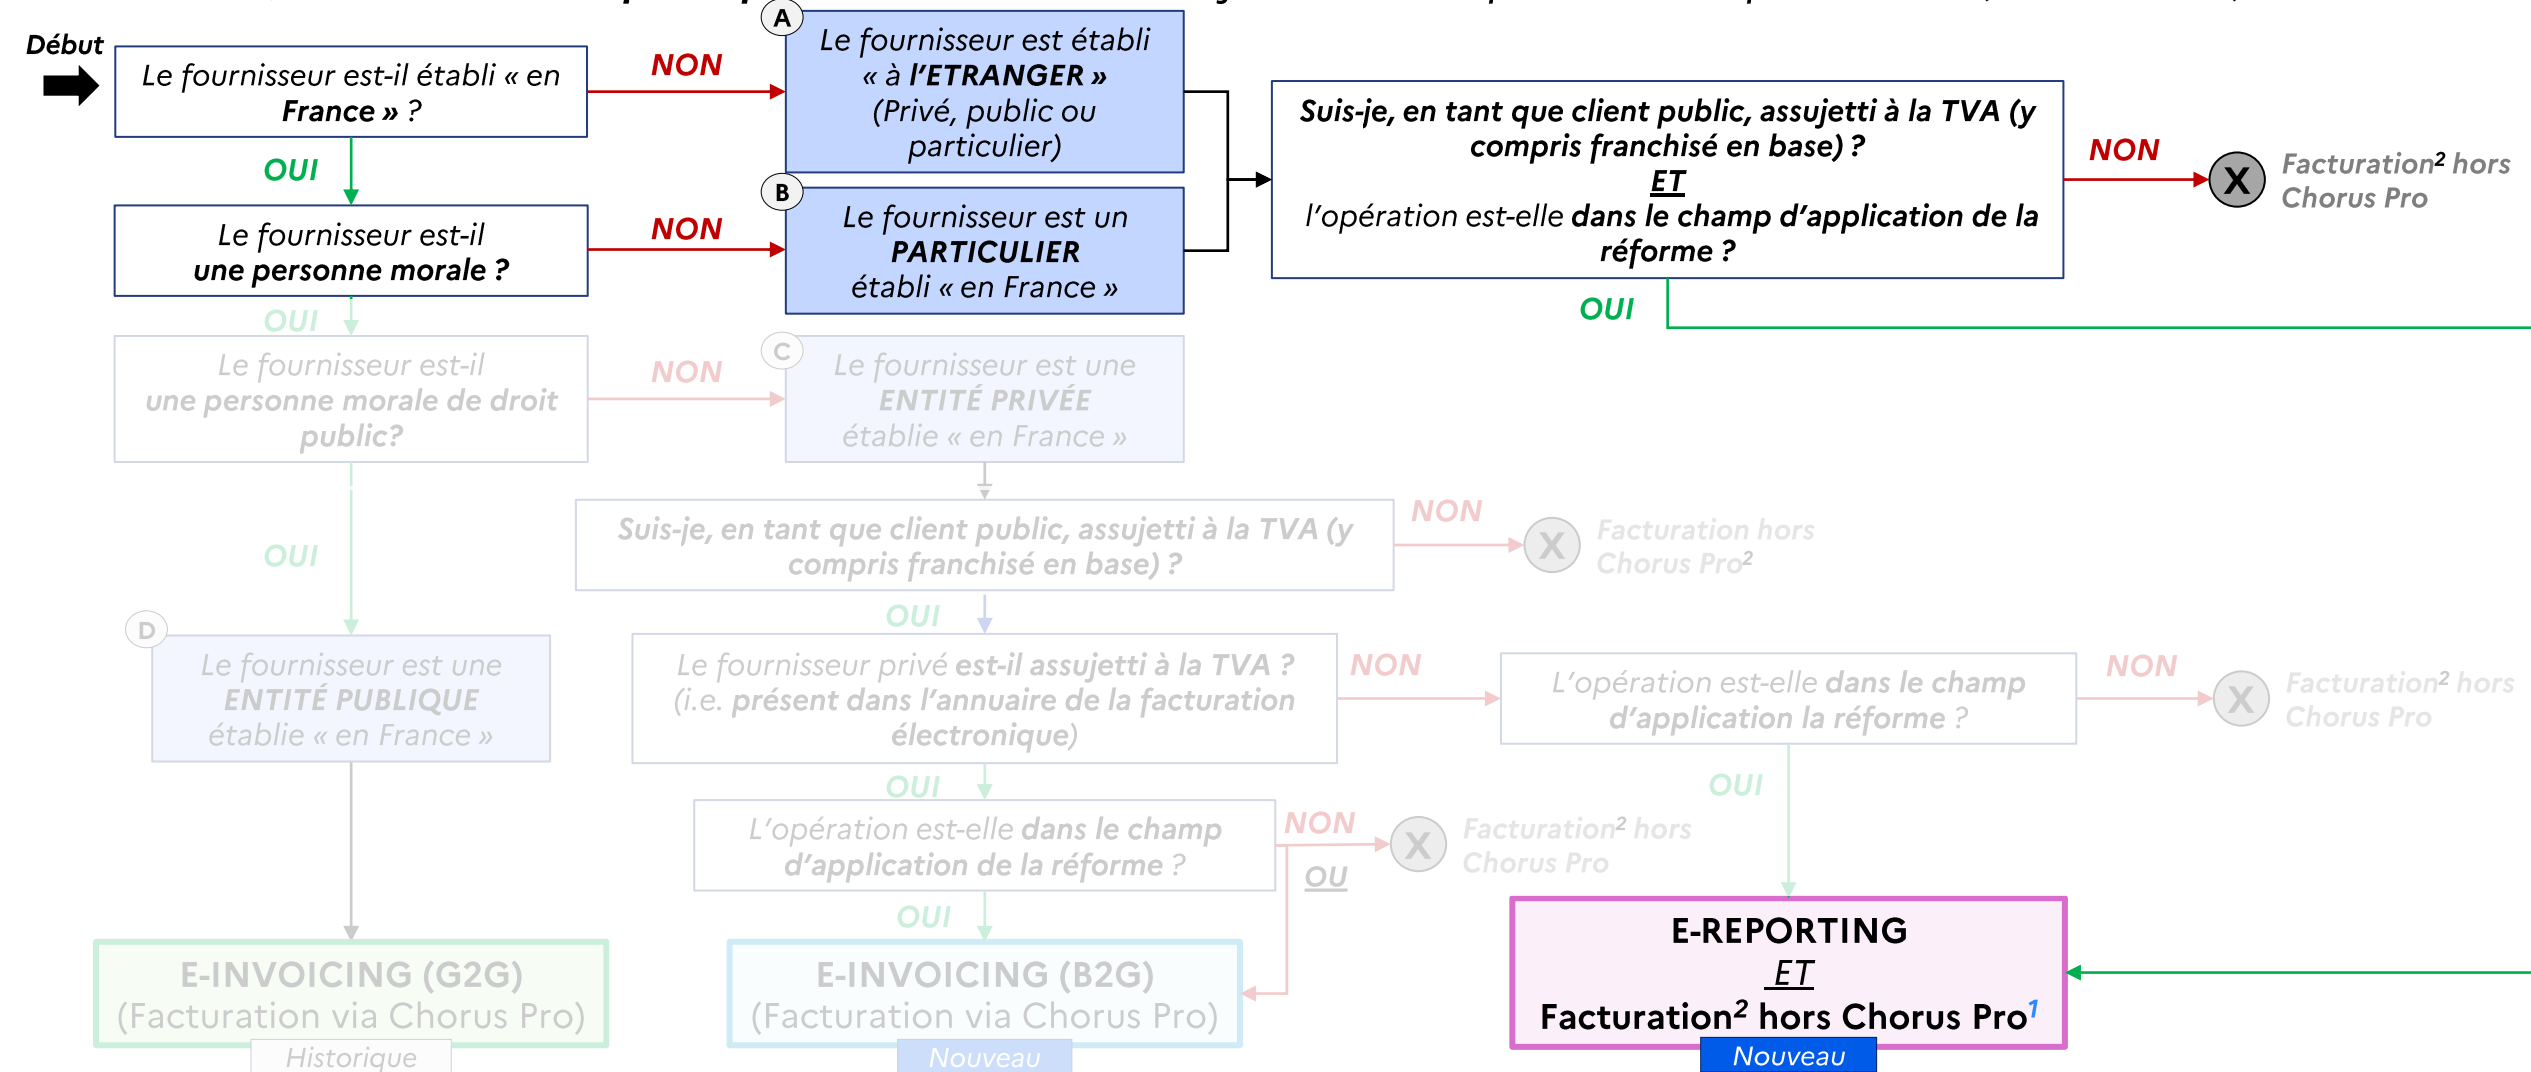 Début
Le fournisseur est-il établi « en
France » ?
NON
A
Le fournisseur est établi
« à l’ETRANGER »
(Privé, public ou
particulier)
OUI
Le fournisseur est-il
une personne morale ?
NON
B
Le fournisseur est un
PARTICULIER
établi « en France »
Suis-je, en tant que client public, assujetti à la TVA (y
compris franchisé en base) ?
ET
l’opération est-elle dans le champ d’application de la
réforme ?
NON
X
Facturation² hors
Chorus Pro
OUI
OUI
Le fournisseur est-il
une personne morale de droit
public?
NON
C
Le fournisseur est une
ENTITÉ PRIVÉE
établie « en France »
Suis-je, en tant que client public, assujetti à la TVA (y
compris franchisé en base) ?
NON
X
Facturation hors
Chorus Pro²
OUI
OUI
D
Le fournisseur est une
ENTITÉ PUBLIQUE
établie « en France »
Le fournisseur privé est-il assujetti à la TVA ?
(i.e. présent dans l’annuaire de la facturation
électronique)
NON
L’opération est-elle dans le champ
d’application la réforme ?
NON
X
Facturation² hors
Chorus Pro
OUI
OUI
L’opération est-elle dans le champ
d’application de la réforme ?
NON
OU
X
Facturation² hors
Chorus Pro
OUI
E-INVOICING (G2G)
(Facturation via Chorus Pro)
Historique
E-INVOICING (B2G)
(Facturation via Chorus Pro)
Nouveau
E-REPORTING
ET
Facturation² hors Chorus Pro¹
Nouveau